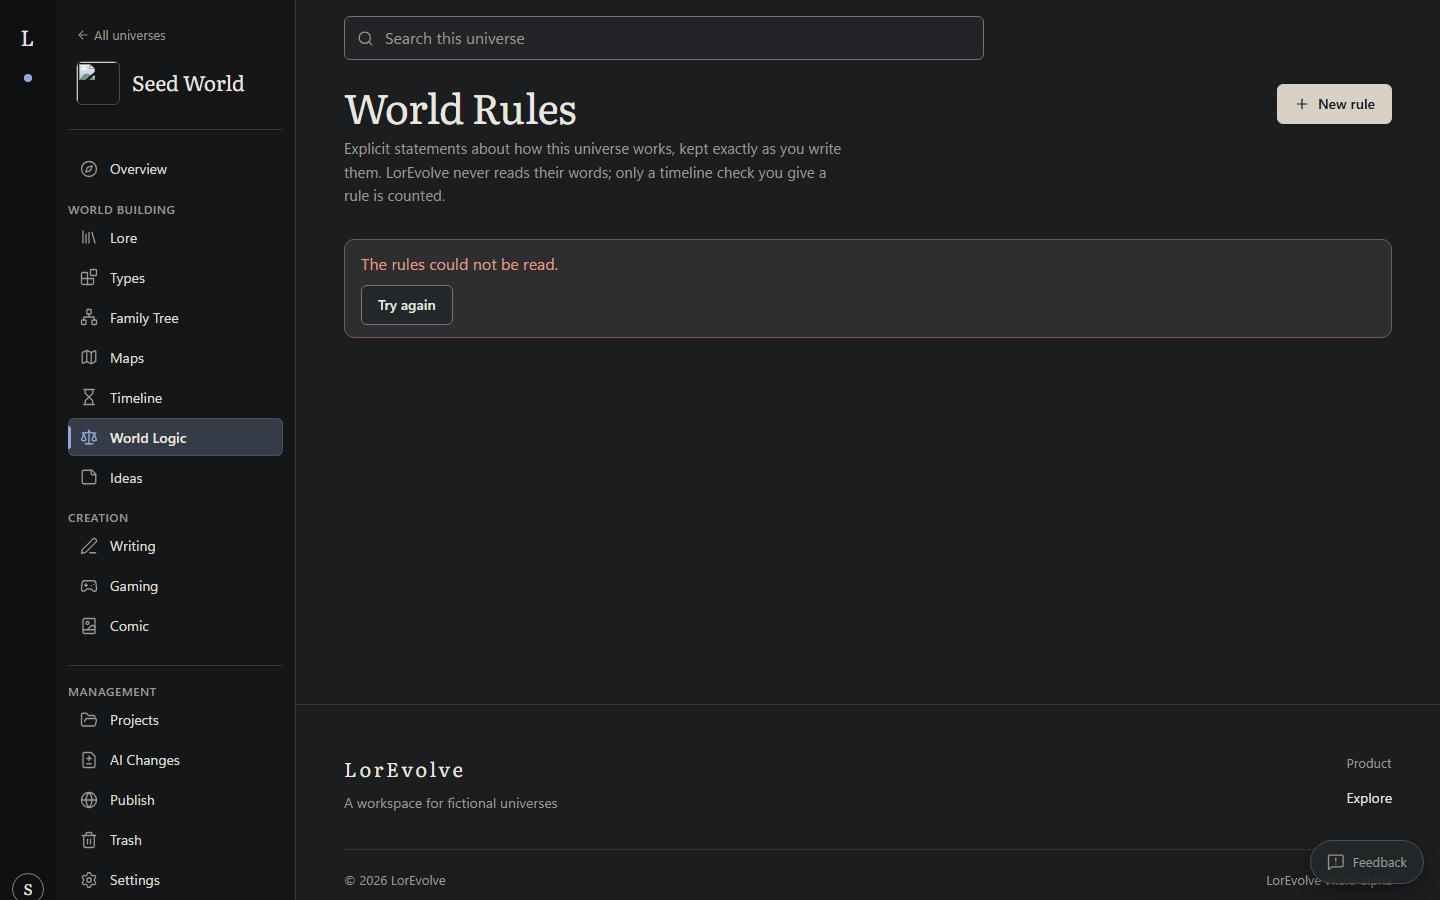 L
← All universes
Seed World
Overview
WORLD BUILDING
Lore
Types
Family Tree
Maps
Timeline
World Logic
Ideas
CREATION
Writing
Gaming
Comic
MANAGEMENT
Projects
AI Changes
Publish
Trash
Settings
S
Search this universe
World Rules
+ New rule
Explicit statements about how this universe works, kept exactly as you write
them. LorEvolve never reads their words; only a timeline check you give a
rule is counted.
The rules could not be read.
Try again
LorEvolve
A workspace for fictional universes
Product
Explore
© 2026 LorEvolve
LorEvolve v1.0.0-alpha
Feedback